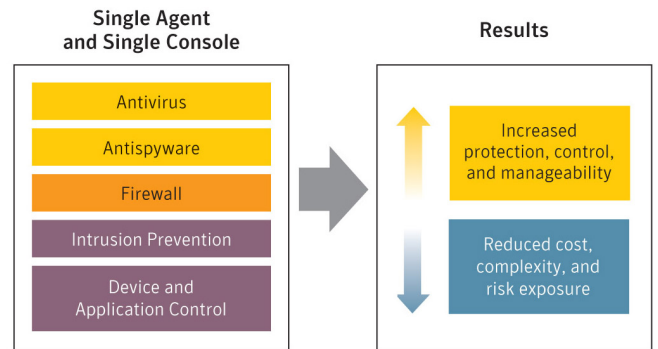 Single Agent
and Single Console
Antivirus
Antispyware
Firewall
Intrusion Prevention
Device and
Application Control
Results
Increased
protection, control,
and manageability
Reduced cost,
complexity, and
risk exposure